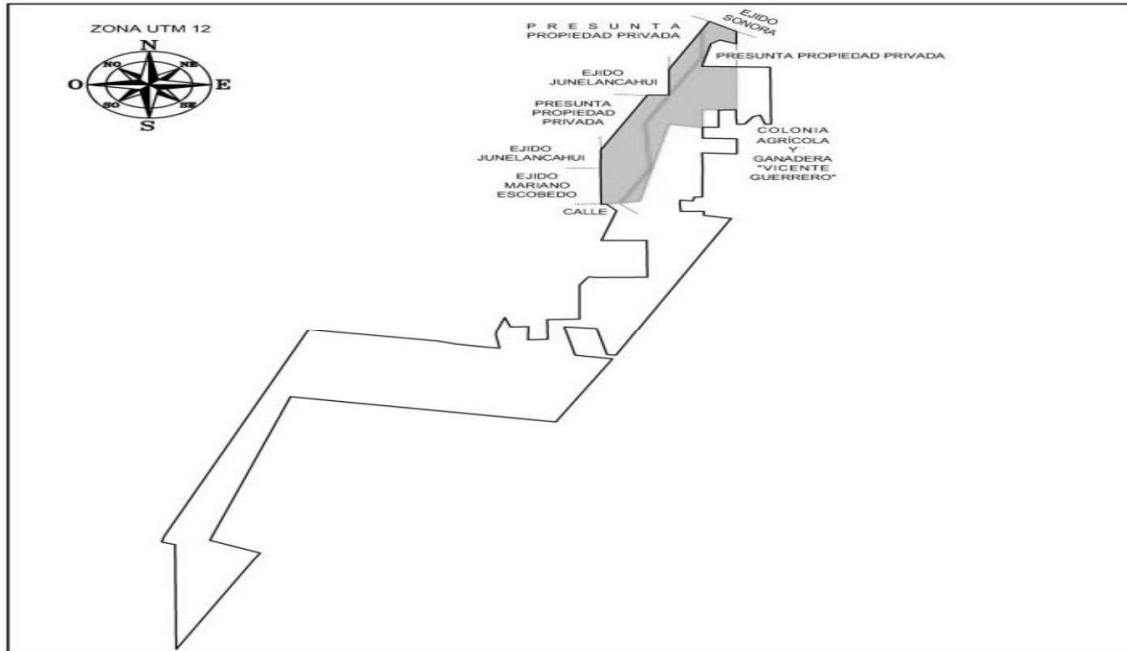 ZONA UTM 12
N
NO
NE
O
E
SO
SE
S
P R E S U N T A
PROPIEDAD PRIVADA
EJIDO
SONORA
PRESUNTA PROPIEDAD PRIVADA
EJIDO
JUNELANCAHUI
PRESUNTA
PROPIEDAD
PRIVADA
COLONIA
AGRÍCOLA
Y
GANADERA
"VICENTE
GUERRERO"
EJIDO
JUNELANCAHUI
EJIDO
MARIANO
ESCOBEDO
CALLE